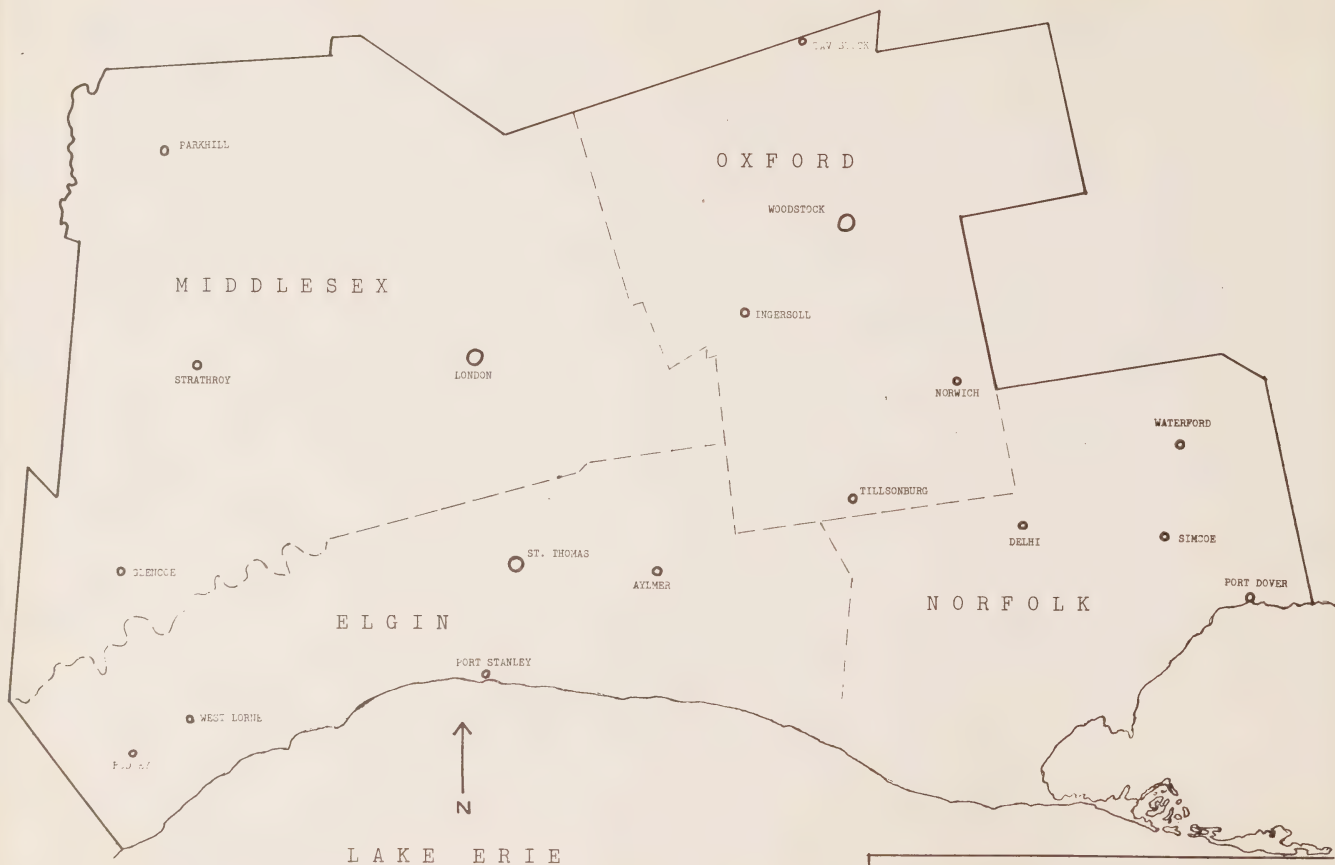 PARKHILL
OXFORD
WOODSTOCK
MIDDLESEX
INGERSOLL
STRATHROY
LONDON
NORWICH
WATERFORD
TILLSONBURG
DELHI
SIMCOE
ST. THOMAS
GLENCOE
AYLMER
PORT DOVER
NORFOLK
ELGIN
PORT STANLEY
WEST LORNE
N
LAKE ERIE